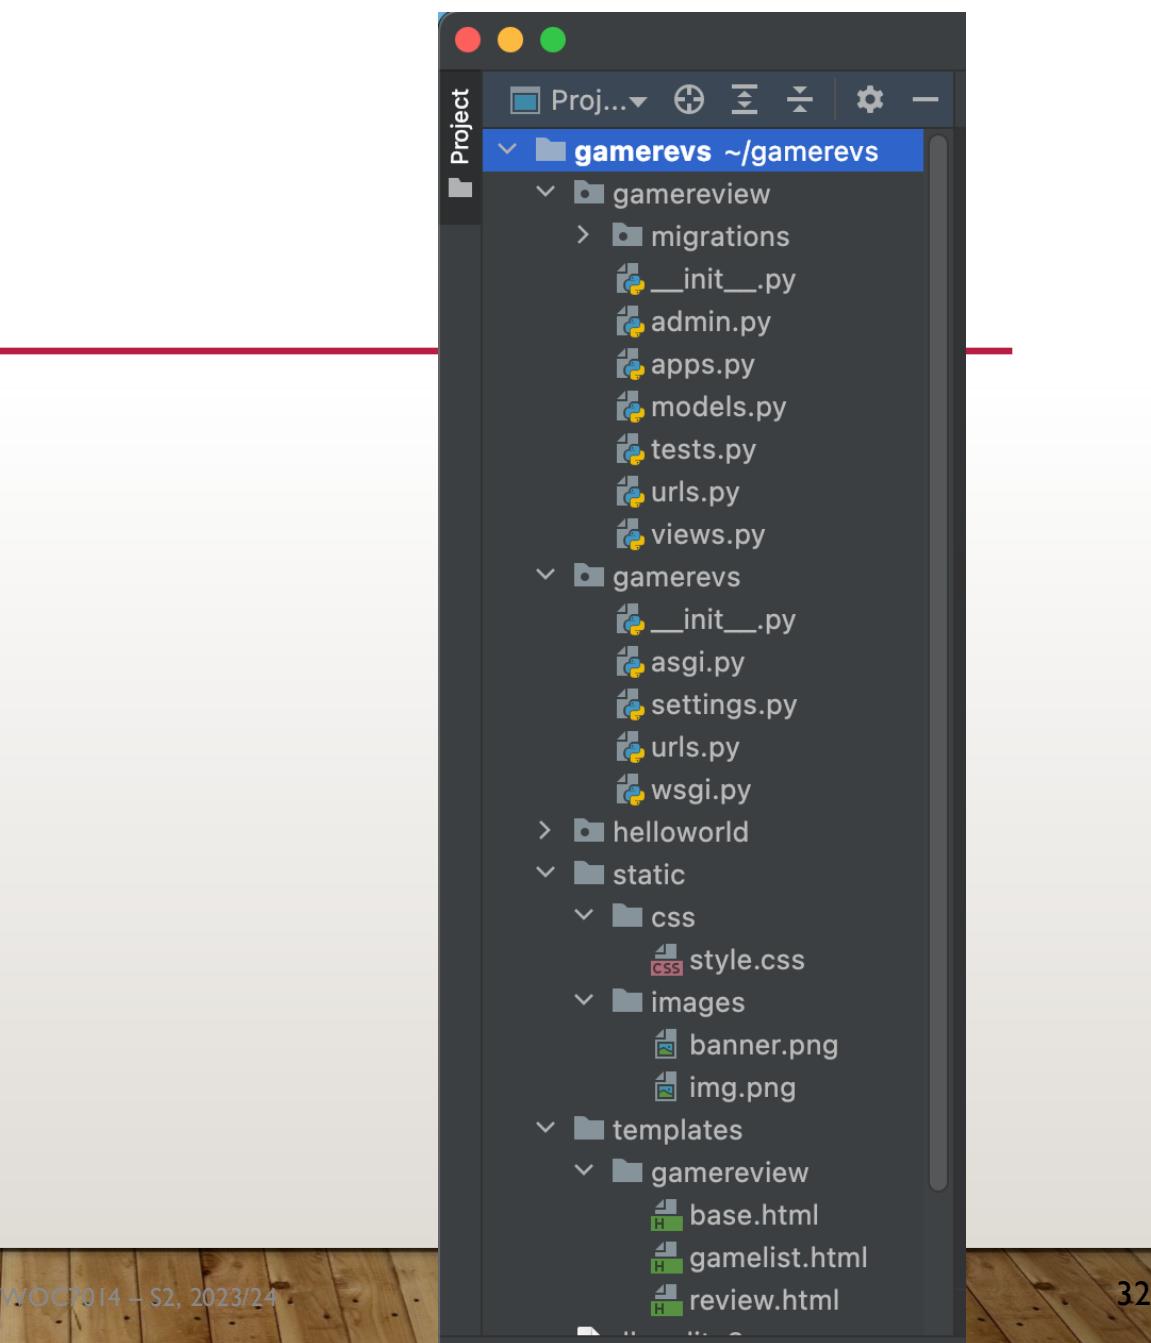 Project
Proj...
gamerevs ~/gamerevs
gamereview
migrations
__init__.py
admin.py
apps.py
models.py
tests.py
urls.py
views.py
gamerevs
__init__.py
asgi.py
settings.py
urls.py
wsgi.py
helloworld
static
css
CSS style.css
images
banner.png
img.png
templates
gamereview
H base.html
H gamelist.html
H review.html
WOC7014 – S2, 2023/24
32